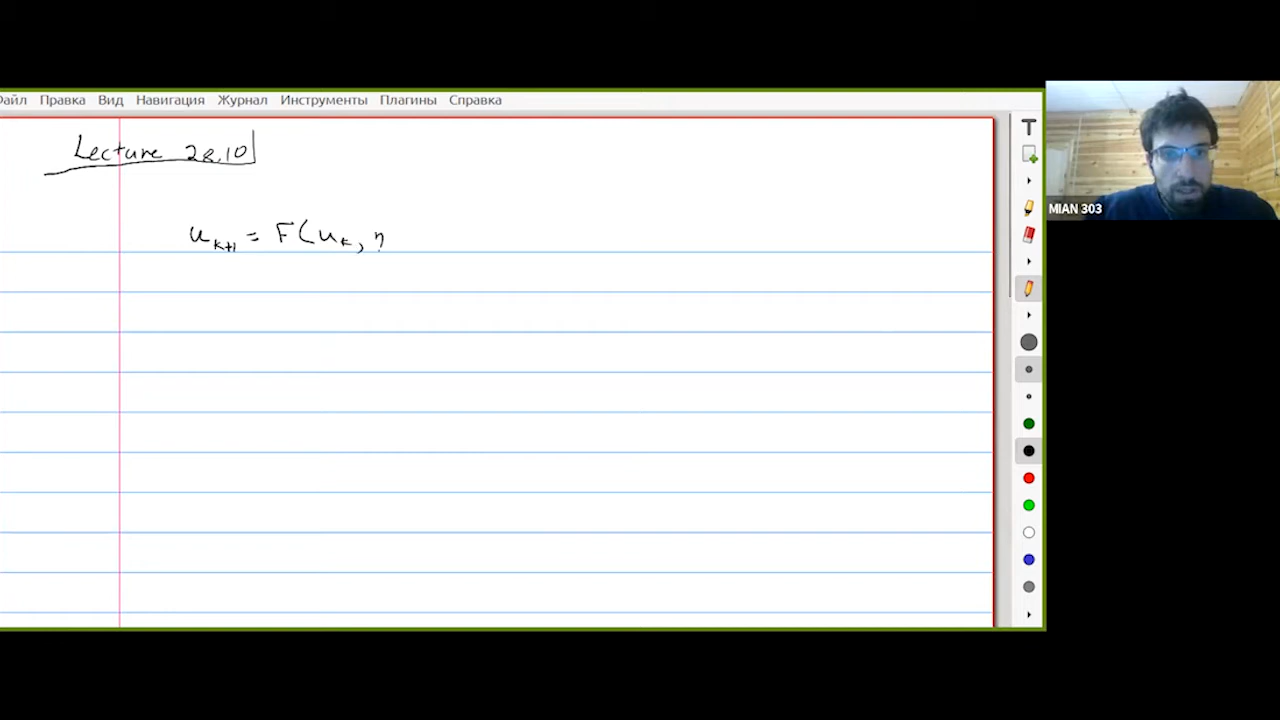 Файл Правка Вид Навигация Журнал Инструменты Плагины Справка
Lecture 28.10
u_{k+1} = F(u_k, η
MIAN 303